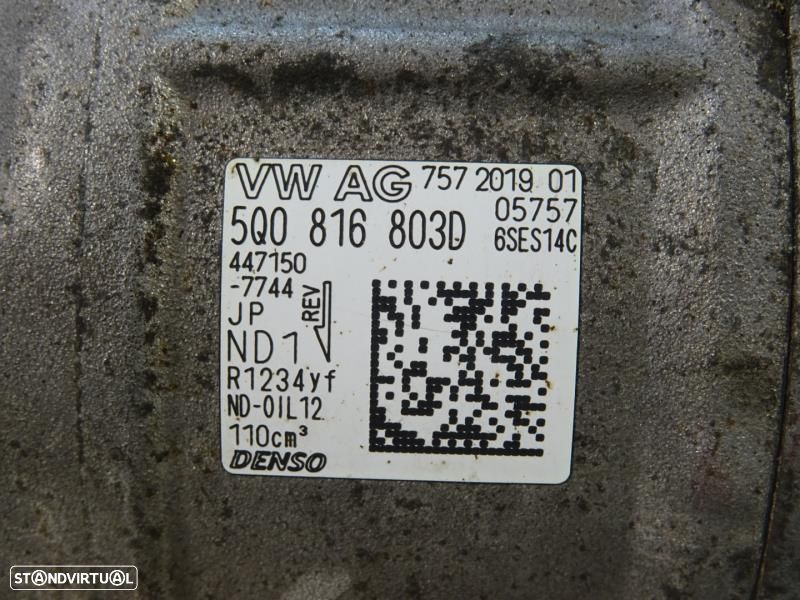 VW AG 757 2019 01
05757
5Q0 816 803D 6SES14C
447150
-7744
JP
REV
ND1
R1234yf
ND-OIL12
110cm³
DENSO
STANDVIRTUAL